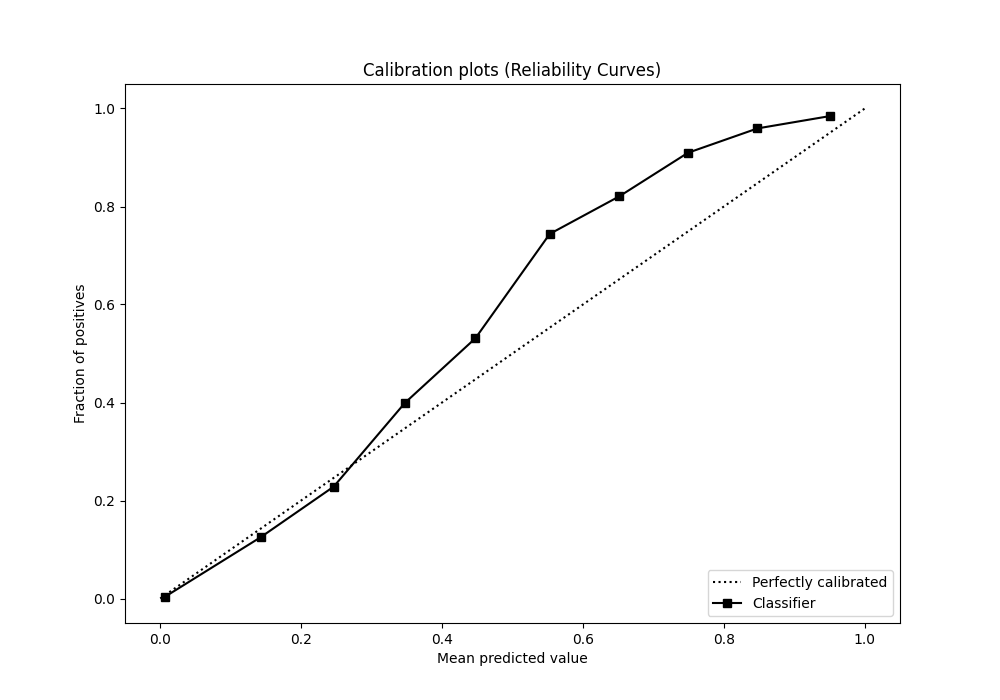 Calibration plots (Reliability Curves)
1.0
0.8
0.6
0.4
0.2
0.0
Fraction of positives
0.0 0.2 0.4 0.6 0.8 1.0
Mean predicted value
Perfectly calibrated
Classifier